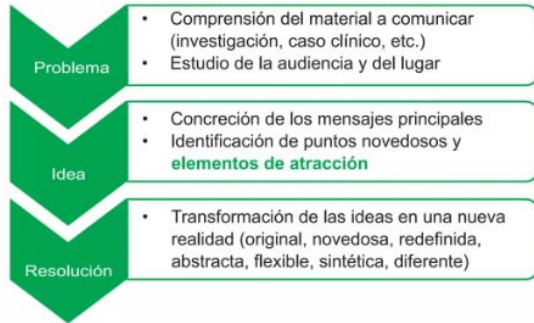 Problema
• Comprensión del material a comunicar
(investigación, caso clínico, etc.)
• Estudio de la audiencia y del lugar
Idea
• Concreción de los mensajes principales
• Identificación de puntos novedosos y
elementos de atracción
Resolución
• Transformación de las ideas en una nueva
realidad (original, novedosa, redefinida,
abstracta, flexible, sintética, diferente)